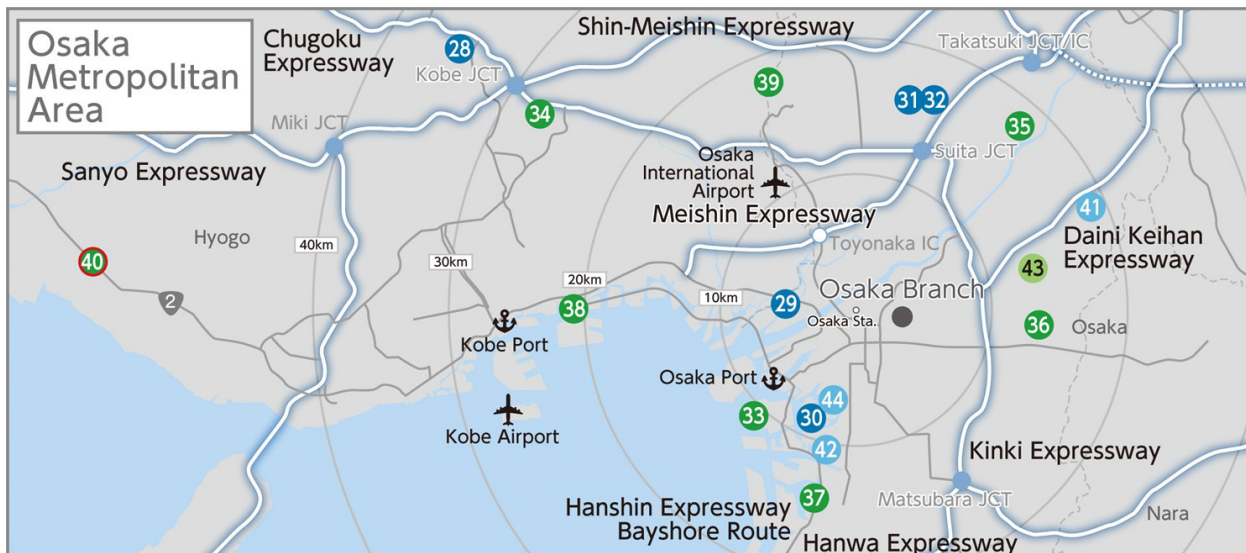 Osaka
Metropolitan
Area
Chugoku
Expressway
28
Kobe JCT
Shin-Meishin Expressway
Takatsuki JCT/IC
39
31
32
34
35
Miki JCT
Suita JCT
Sanyo Expressway
Osaka
International
Airport
41
Meishin Expressway
Toyonaka IC
Daini Keihan
Expressway
Hyogo
40km
30km
20km
10km
40
2
43
38
29
Osaka Branch
Osaka Sta.
36
Osaka
Kobe Port
Osaka Port
Kobe Airport
33
44
30
42
Kinki Expressway
37
Hanshin Expressway
Bayshore Route
Matsubara JCT
Nara
Hanwa Expressway